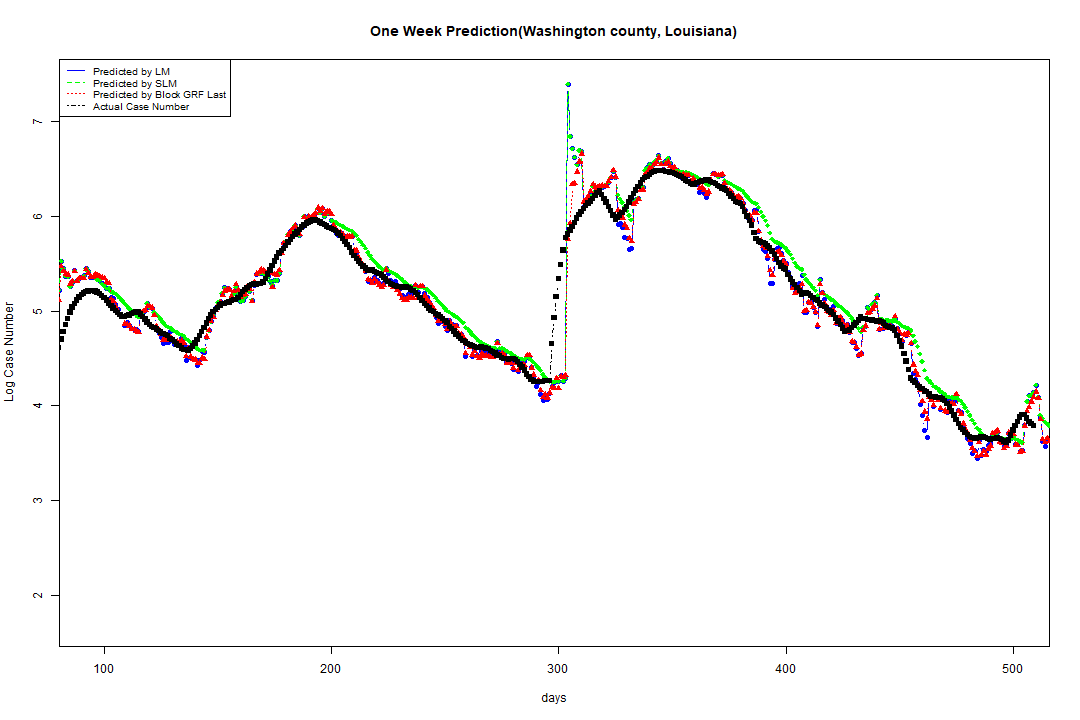 One Week Prediction(Washington county, Louisiana)
Predicted by LM
Predicted by SLM
Predicted by Block GRF Last
Actual Case Number
7
6
5
4
3
2
Log Case Number
100 200 300 400 500
days